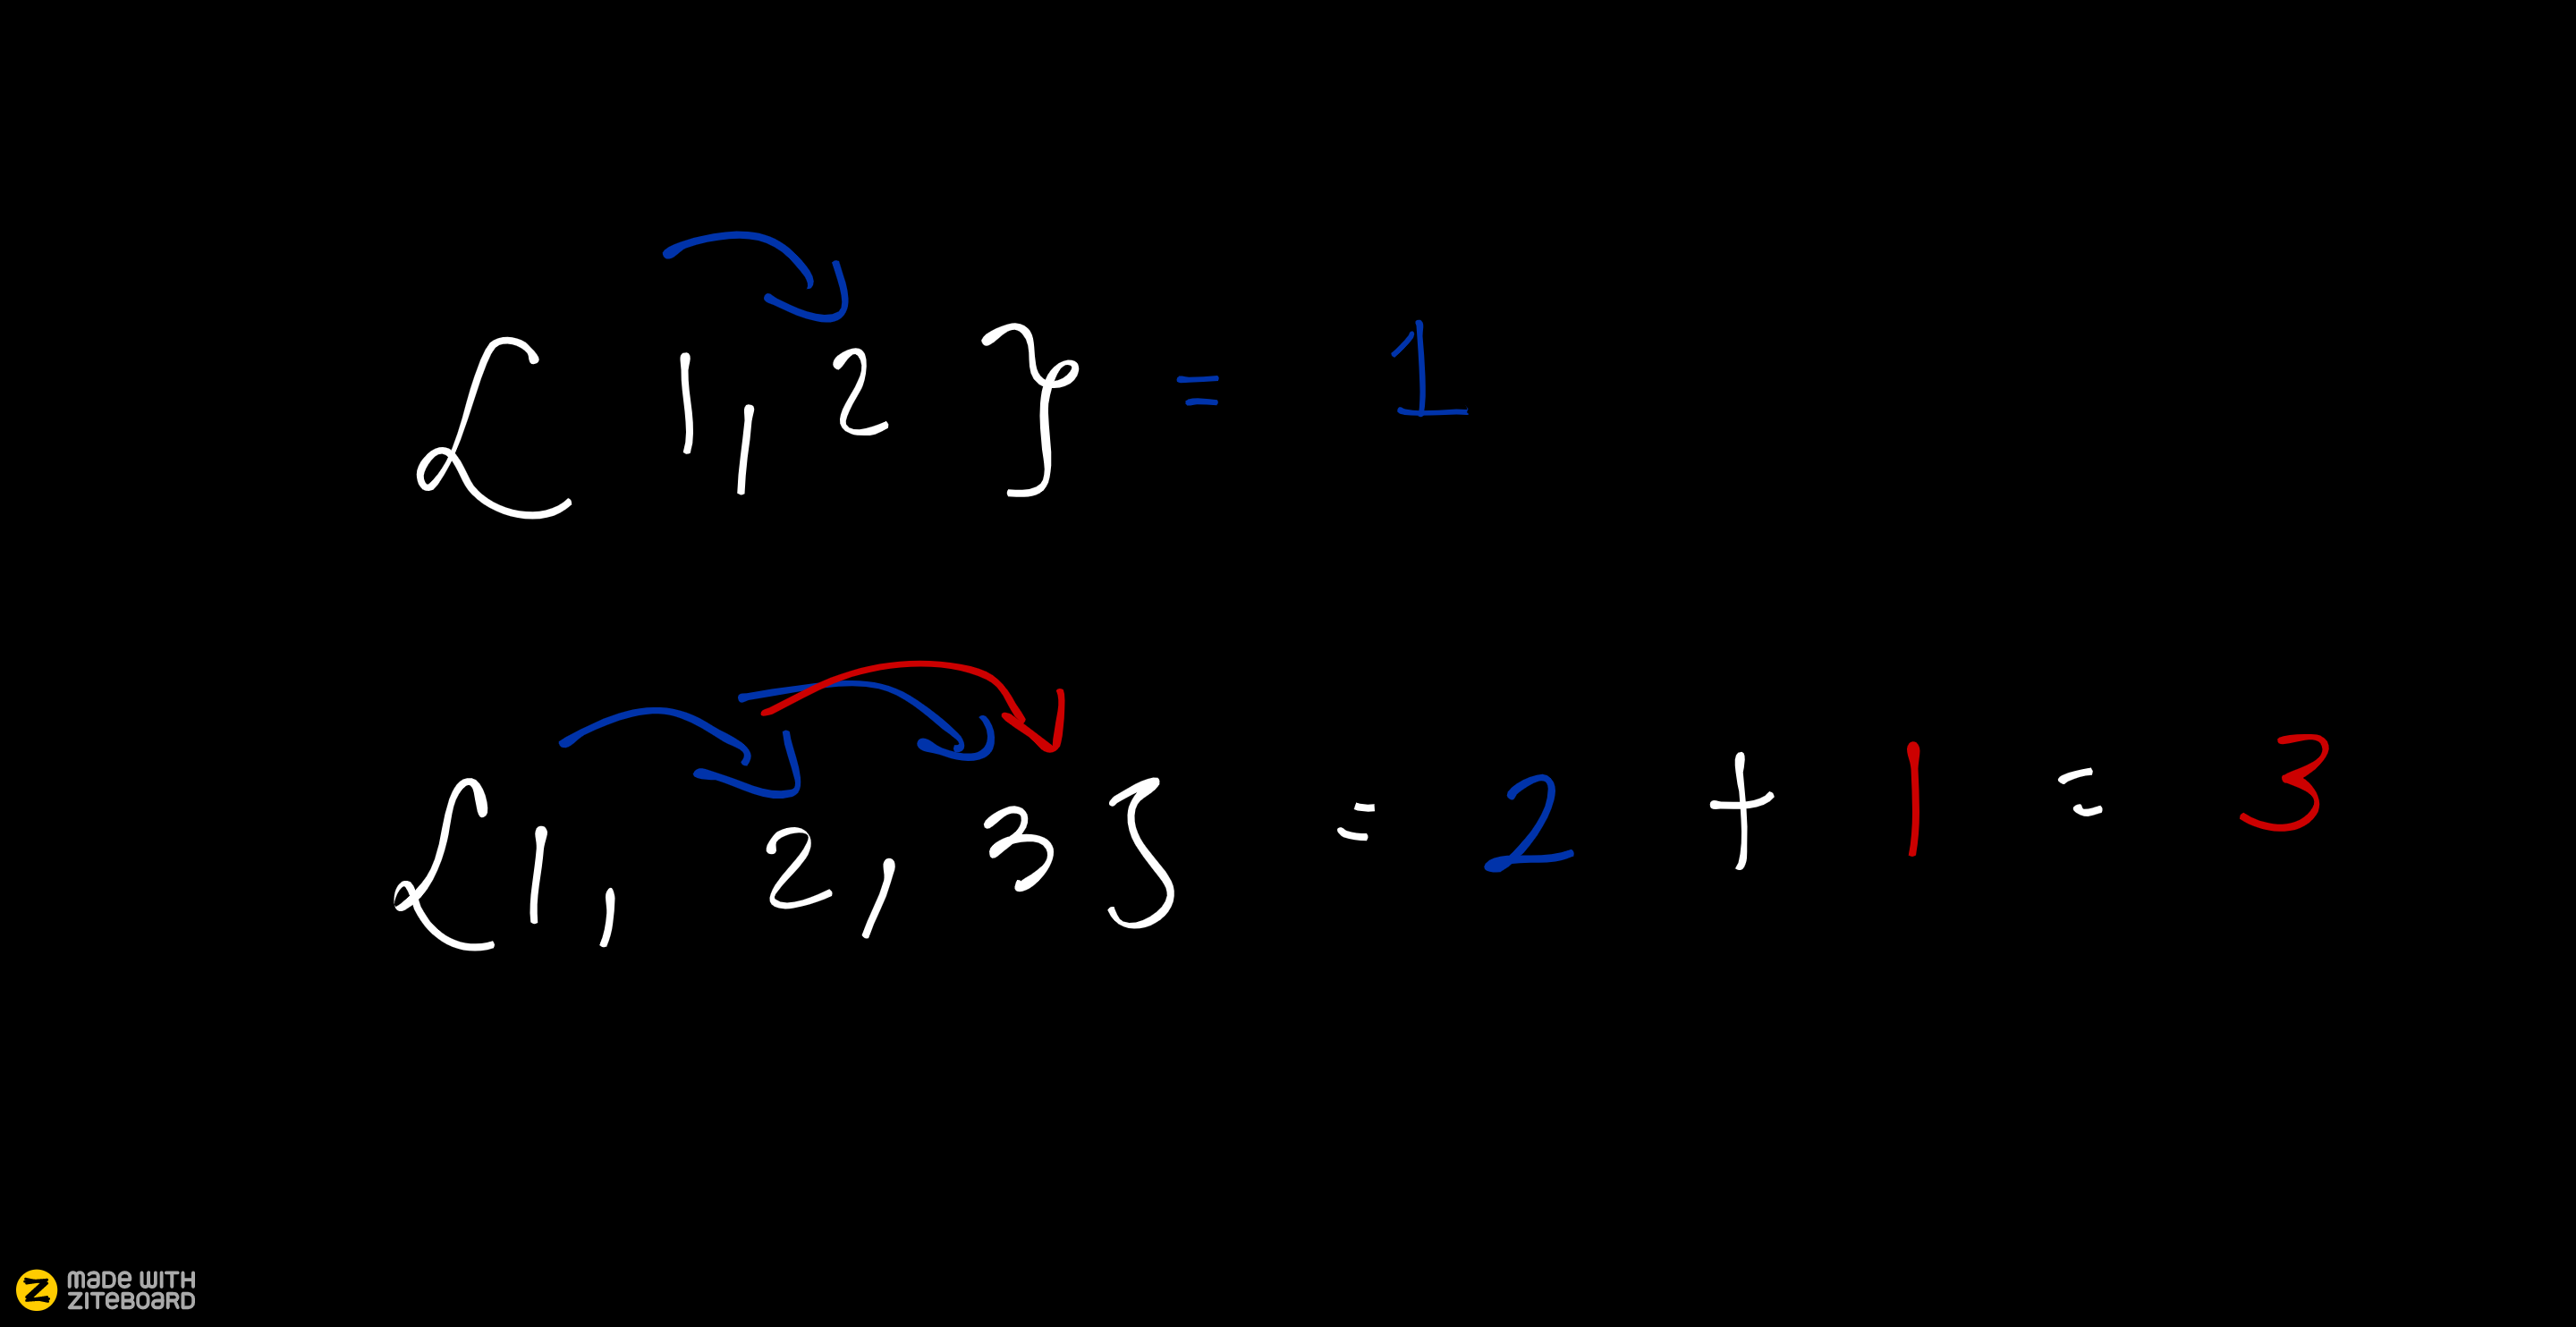 { 1, 2 } = 1
{ 1, 2, 3 } = 2 + 1 = 3
MADE WITH
ZITEBOARD